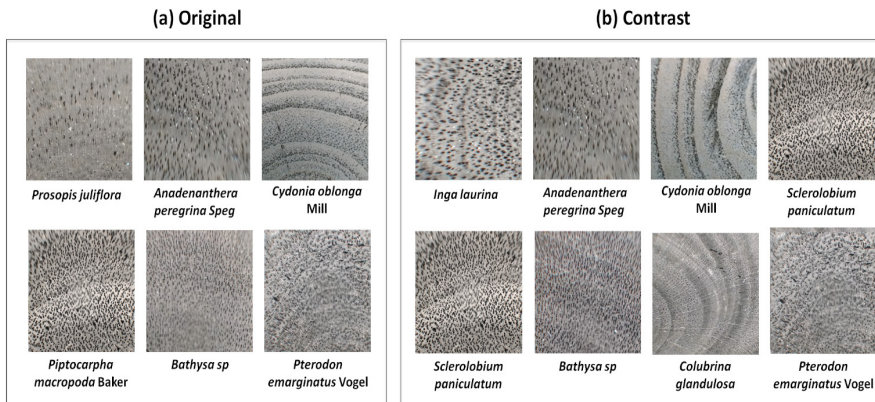 (a) Original
(b) Contrast
Prosopis juliflora
Anadenanthera
peregrina Speg
Cydonia oblonga
Mill
Piptocarpha
macropoda Baker
Bathysa sp
Pterodon
emarginatus Vogel
Inga laurina
Anadenanthera
peregrina Speg
Cydonia oblonga
Mill
Sclerolobium
paniculatum
Sclerolobium
paniculatum
Bathysa sp
Colubrina
glandulosa
Pterodon
emarginatus Vogel